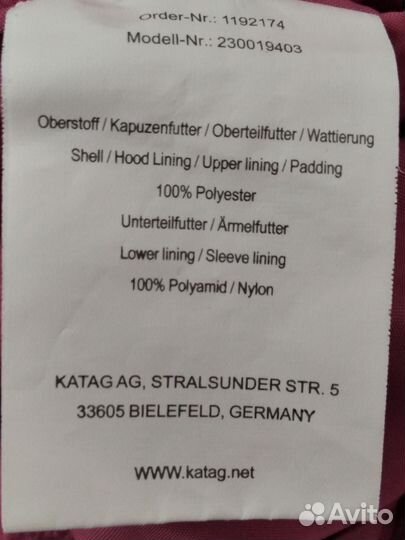 Order-Nr.: 1192174
Modell-Nr.: 230019403
Oberstoff / Kapuzenfutter / Oberteilfutter / Wattierung
Shell / Hood Lining / Upper lining / Padding
100% Polyester
Unterteilfutter / Ärmelfutter
Lower lining / Sleeve lining
100% Polyamid / Nylon
KATAG AG, STRALSUNDER STR. 5
33605 BIELEFELD, GERMANY
WWW.katag.net
Avito